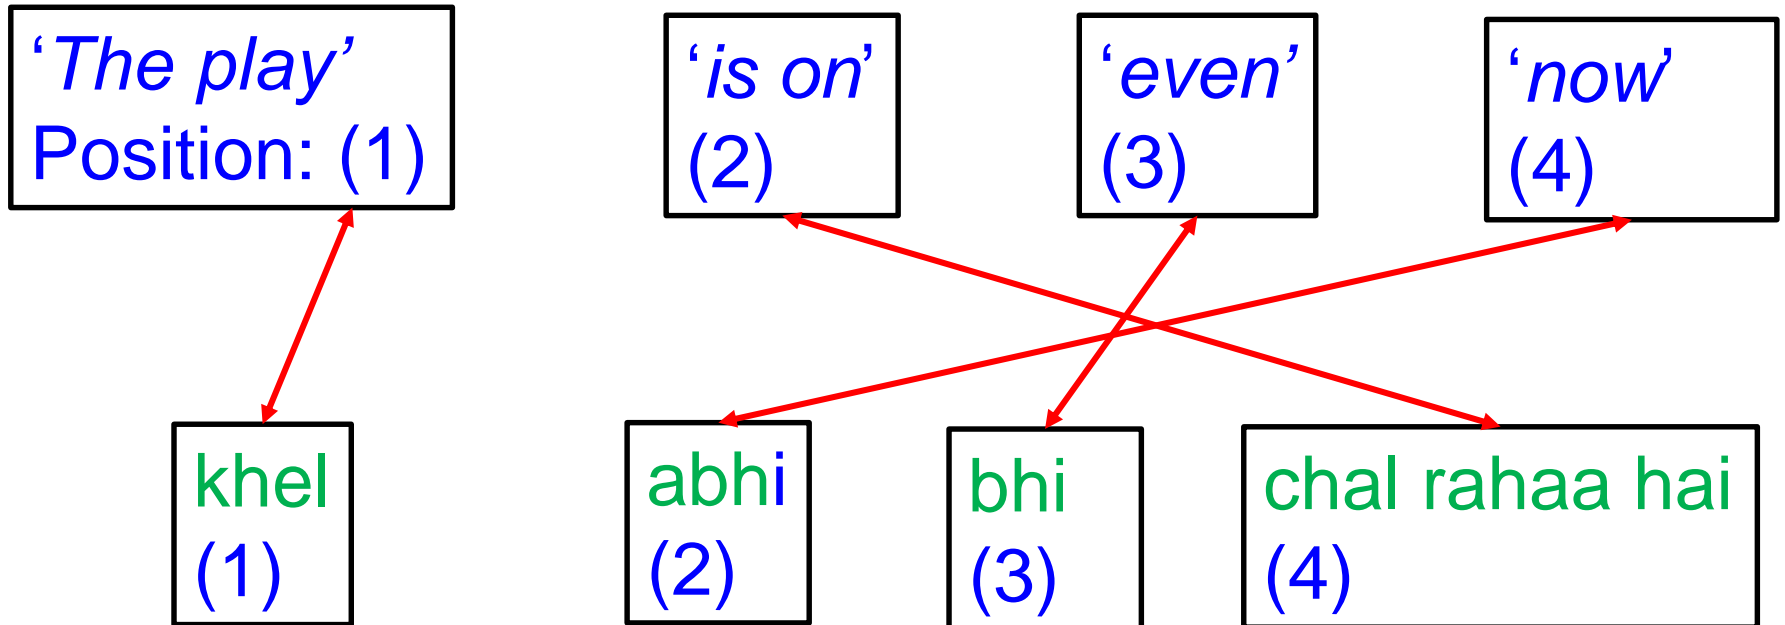 ‘The play’
Position: (1)
‘is on’
(2)
‘even’
(3)
‘now’
(4)
khel
(1)
abhi
(2)
bhi
(3)
chal rahaa hai
(4)